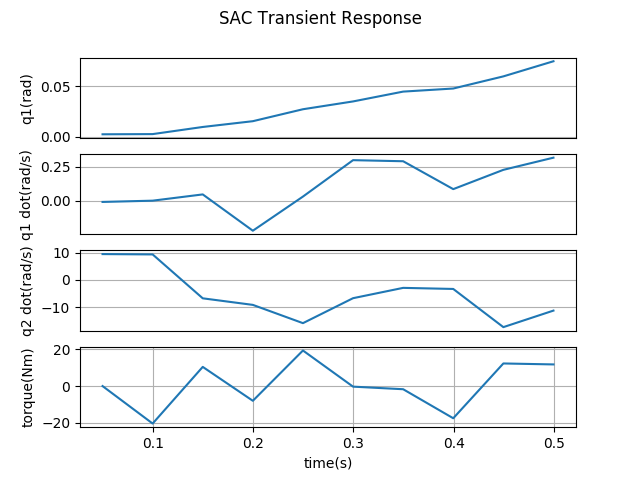 SAC Transient Response
q1(rad)
0.05
0.00
q1 dot(rad/s)
0.25
0.00
q2 dot(rad/s)
10
0
−10
torque(Nm)
20
0
−20
0.1 0.2 0.3 0.4 0.5
time(s)